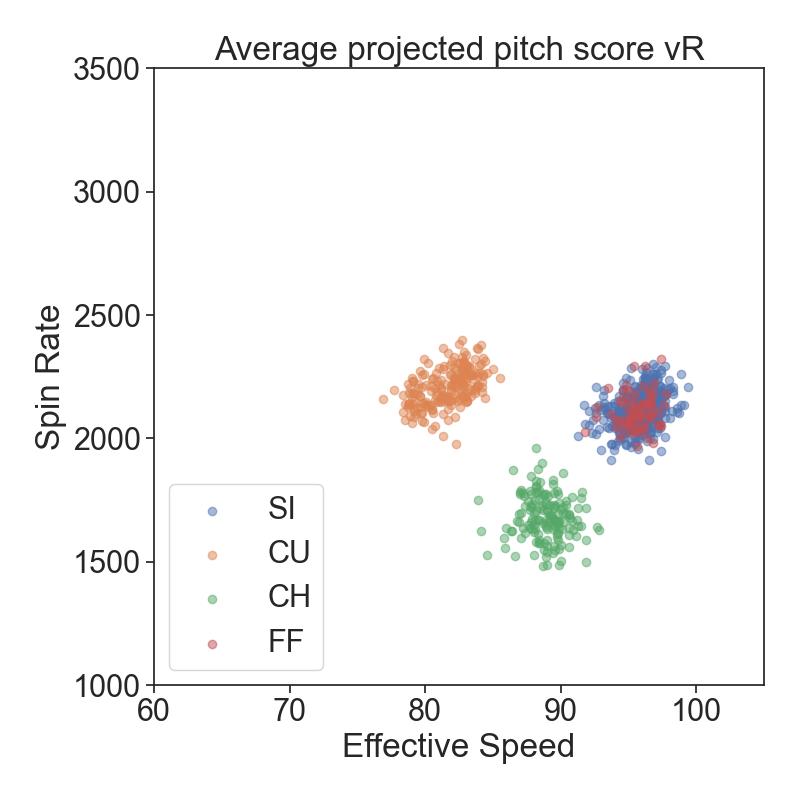 Average projected pitch score vR
3500
3000
2500
2000
1500
1000
Spin Rate
SI
CU
CH
FF
60 70 80 90 100
Effective Speed